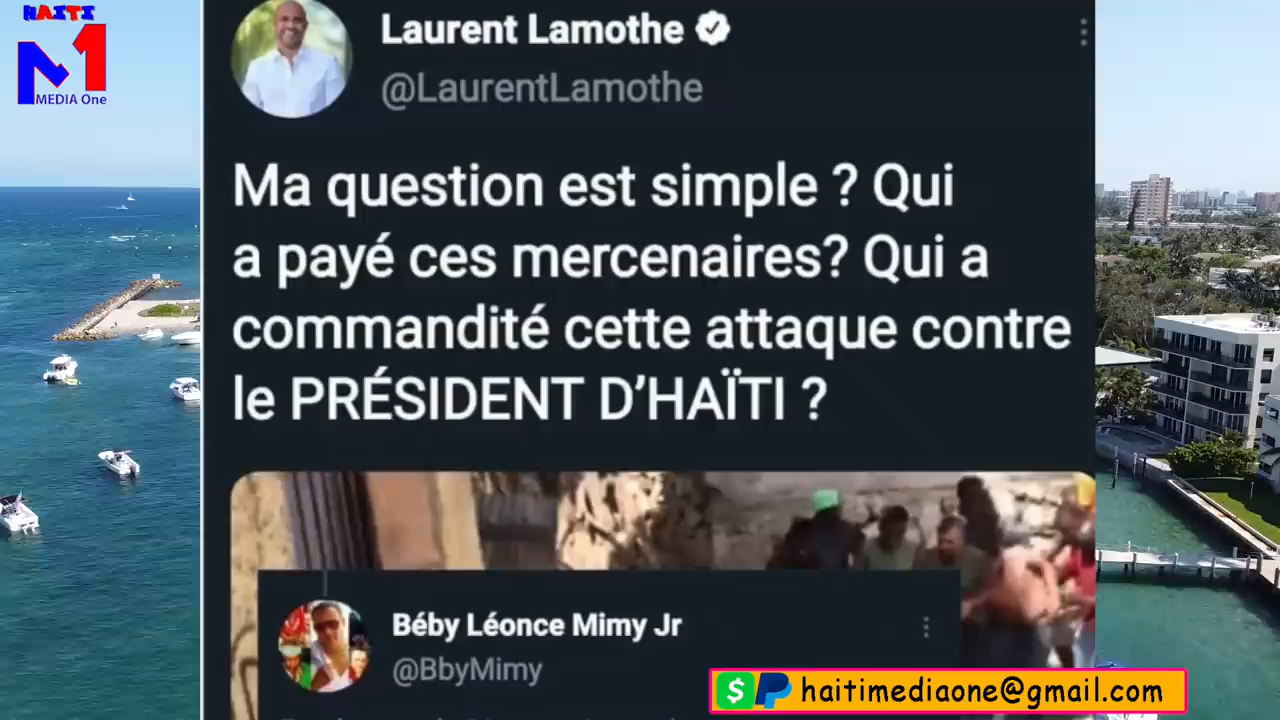 HAITI
M1
MEDIA One
Laurent Lamothe
@LaurentLamothe
Ma question est simple ? Qui
a payé ces mercenaires? Qui a
commandité cette attaque contre
le PRÉSIDENT D'HAÏTI ?
Béby Léonce Mimy Jr
@BbyMimy
$ P haitimediaone@gmail.com